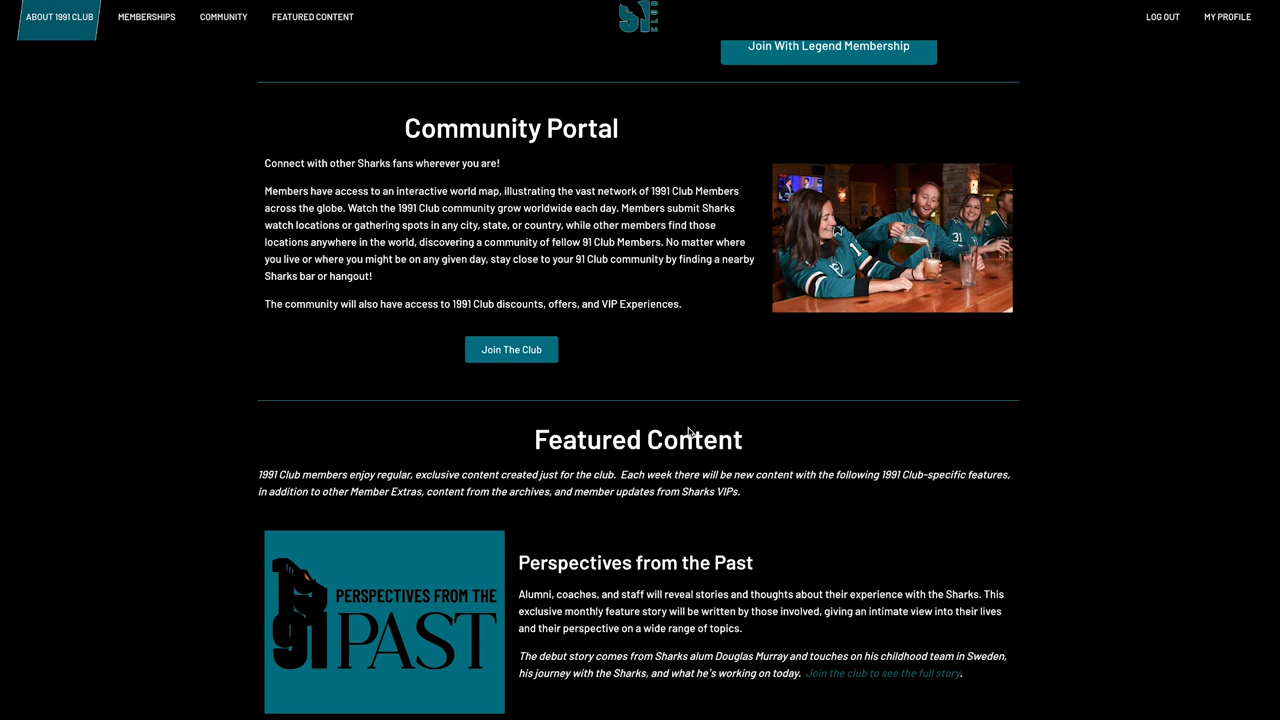 ABOUT 1991 CLUB MEMBERSHIPS COMMUNITY FEATURED CONTENT 91 CLUB LOG OUT MY PROFILE
Join With Legend Membership
Community Portal
Connect with other Sharks fans wherever you are!
Members have access to an interactive world map, illustrating the vast network of 1991 Club Members
across the globe. Watch the 1991 Club community grow worldwide each day. Members submit Sharks
watch locations or gathering spots in any city, state, or country, while other members find those
locations anywhere in the world, discovering a community of fellow 91 Club Members. No matter where
you live or where you might be on any given day, stay close to your 91 Club community by finding a nearby
Sharks bar or hangout!
The community will also have access to 1991 Club discounts, offers, and VIP Experiences.
31
Join The Club
Featured Content
1991 Club members enjoy regular, exclusive content created just for the club. Each week there will be new content with the following 1991 Club-specific features,
in addition to other Member Extras, content from the archives, and member updates from Sharks VIPs.
1991
PERSPECTIVES FROM THE
PAST
Perspectives from the Past
Alumni, coaches, and staff will reveal stories and thoughts about their experience with the Sharks. This
exclusive monthly feature story will be written by those involved, giving an intimate view into their lives
and their perspective on a wide range of topics.
The debut story comes from Sharks alum Douglas Murray and touches on his childhood team in Sweden,
his journey with the Sharks, and what he's working on today. Join the club to see the full story.